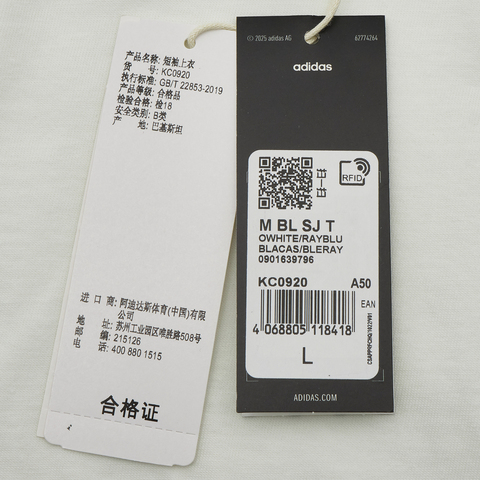 产品名称: 短袖上衣
货 号: KC0920
执行标准: GB/T 22853-2019
产品等级: 合格品
检验合格: 检18
安全类别: B类
产 地: 巴基斯坦
进 口 商: 阿迪达斯体育(中国)有限
公司
地 址: 苏州工业园区唯胜路508号
邮 编: 215126
电 话: 400 880 1515
合格证
© 2025 adidas AG
62774264
adidas
RFID
M BL SJ T
OWHITE/RAYBLU
BLACAS/BLERAY
0901639796
KC0920 A50
EAN
4 068805 118418
L
ADIDAS.COM